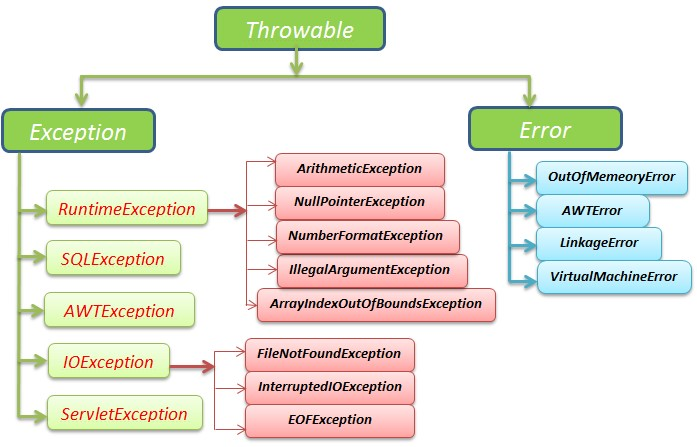 Throwable
Exception
Error
RuntimeException
SQLException
AWTException
IOException
ServletException
ArithmeticException
NullPointerException
NumberFormatException
IllegalArgumentException
ArrayIndexOutOfBoundsException
FileNotFoundException
InterruptedIOException
EOFException
OutOfMemeoryError
AWTError
LinkageError
VirtualMachineError